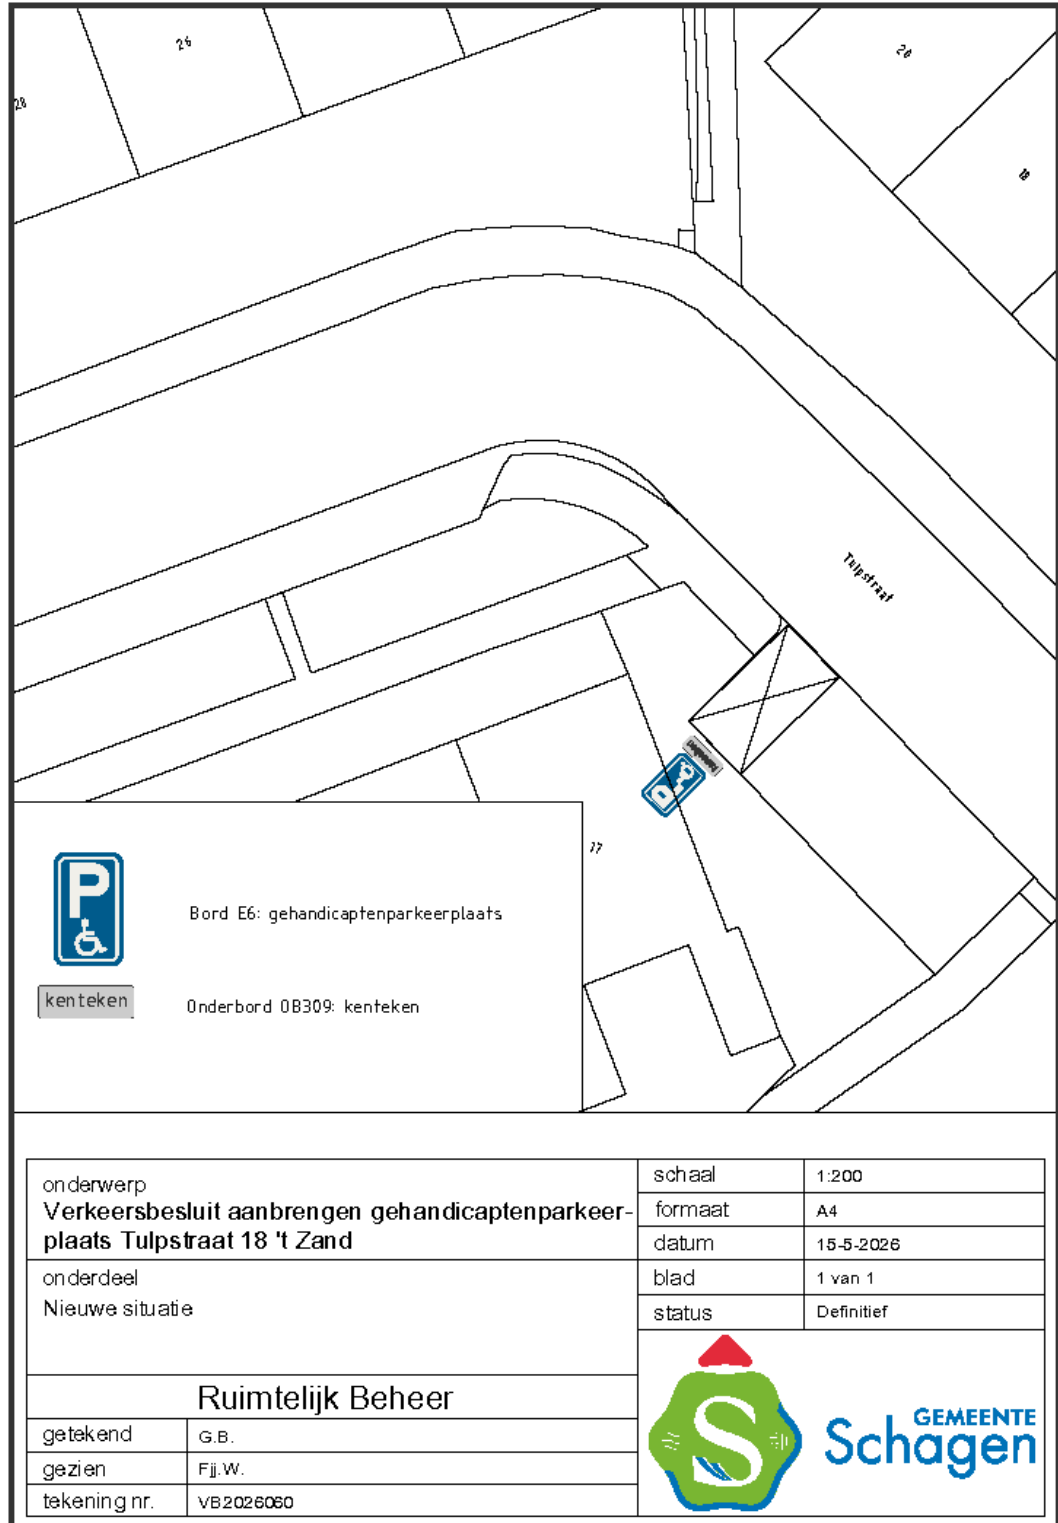 26
28
20
18
Tulpstraat
kenteken
17
P
Bord E6: gehandicaptenparkeerplaats
kenteken
Onderbord OB309: kenteken
onderwerp
Verkeersbesluit aanbrengen gehandicaptenparkeer-
plaats Tulpstraat 18 't Zand
onderdeel
Nieuwe situatie
schaal 1:200
formaat A4
datum 15-5-2026
blad 1 van 1
status Definitief
Ruimtelijk Beheer
getekend G.B.
gezien Fjj.W.
tekening nr. VB2026060
S
GEMEENTE
Schagen